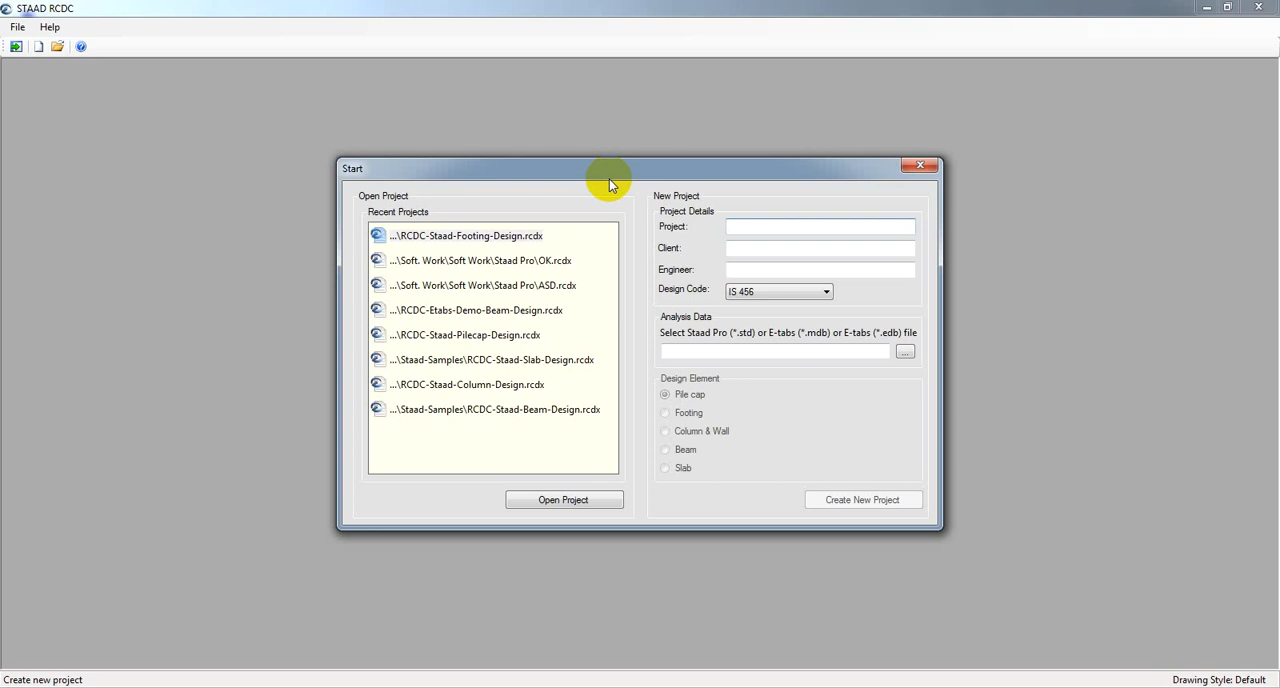 STAAD RCDC
File Help
Start
Open Project
Recent Projects
...\RCDC-Staad-Footing-Design.rcdx
...\Soft. Work\Soft Work\Staad Pro\OK.rcdx
...\Soft. Work\Soft Work\Staad Pro\ASD.rcdx
...\RCDC-Etabs-Demo-Beam-Design.rcdx
...\RCDC-Staad-Pilecap-Design.rcdx
...\Staad-Samples\RCDC-Staad-Slab-Design.rcdx
...\RCDC-Staad-Column-Design.rcdx
...\Staad-Samples\RCDC-Staad-Beam-Design.rcdx
Open Project
New Project
Project Details
Project:
Client:
Engineer:
Design Code: IS 456
Analysis Data
Select Staad Pro (*.std) or E-tabs (*.mdb) or E-tabs (*.edb) file
...
Design Element
Pile cap
Footing
Column & Wall
Beam
Slab
Create New Project
Create new project
Drawing Style: Default